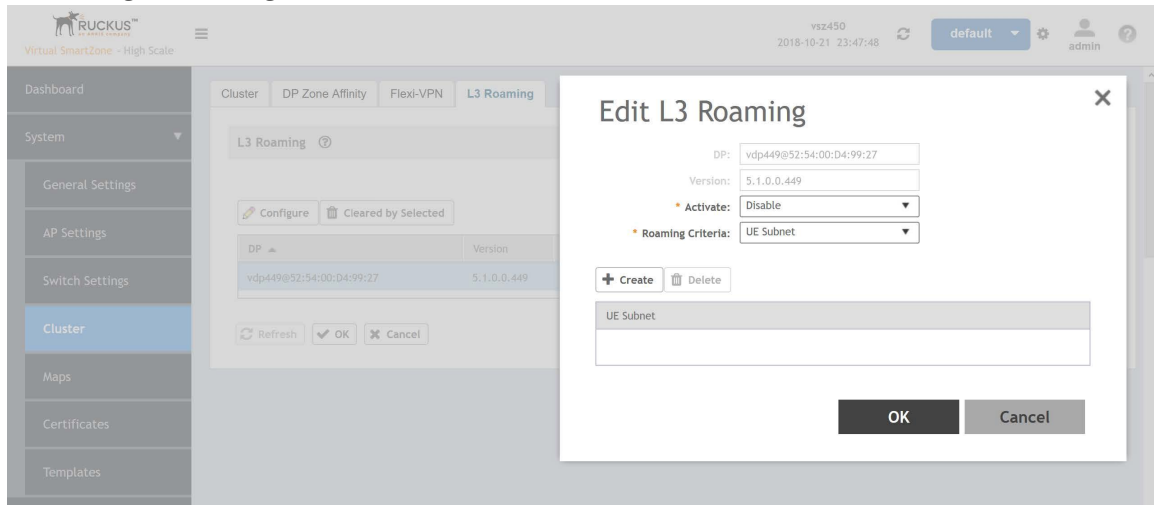 RUCKUS™
Virtual SmartZone - High Scale
vsz450
2018-10-21 23:47:48
default
admin
Dashboard
System
General Settings
AP Settings
Switch Settings
Cluster
Maps
Certificates
Templates
Cluster DP Zone Affinity Flexi-VPN L3 Roaming
L3 Roaming ?
Configure Cleared by Selected
DP Version
vdp449@52:54:00:D4:99:27 5.1.0.0.449
Refresh OK Cancel
Edit L3 Roaming
DP: vdp449@52:54:00:D4:99:27
Version: 5.1.0.0.449
* Activate: Disable
* Roaming Criteria: UE Subnet
Create Delete
UE Subnet
OK Cancel